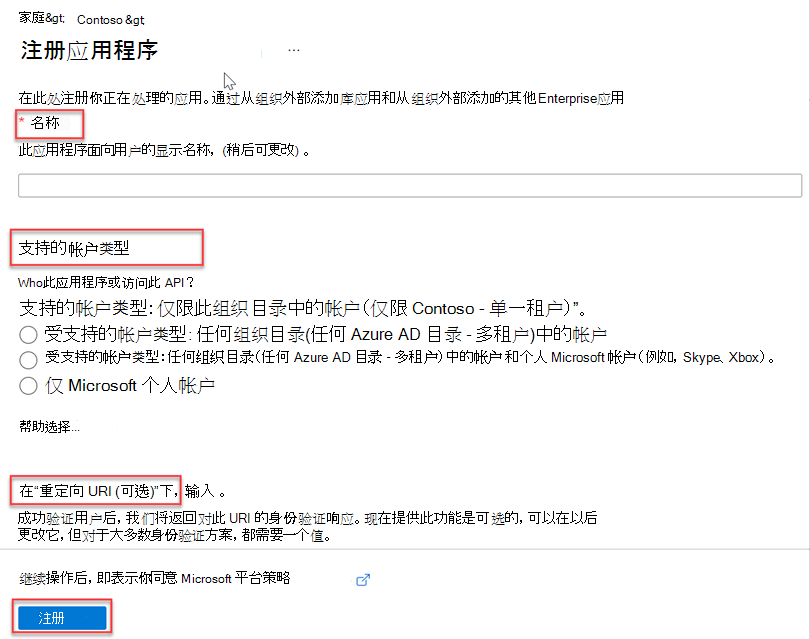 家庭&gt; Contoso &gt;
注册应用程序 ...
在此处注册你正在处理的应用。通过从组织外部添加库应用和从组织外部添加的其他Enterprise应用
* 名称
此应用程序面向用户的显示名称，(稍后可更改) 。
支持的帐户类型
Who此应用程序或访问此 API？
支持的帐户类型: 仅限此组织目录中的帐户（仅限 Contoso - 单一租户）”。
受支持的帐户类型: 任何组织目录(任何 Azure AD 目录 - 多租户)中的帐户
受支持的帐户类型: 任何组织目录（任何 Azure AD 目录 - 多租户）中的帐户和个人 Microsoft 帐户（例如, Skype、Xbox）。
仅 Microsoft 个人帐户
帮助选择...
在“重定向 URI (可选)”下，输入 。
成功验证用户后，我们将返回对此 URI 的身份验证响应。现在提供此功能是可选的，可以在以后
更改它，但对于大多数身份验证方案，都需要一个值。
继续操作后，即表示你同意 Microsoft 平台策略
注册